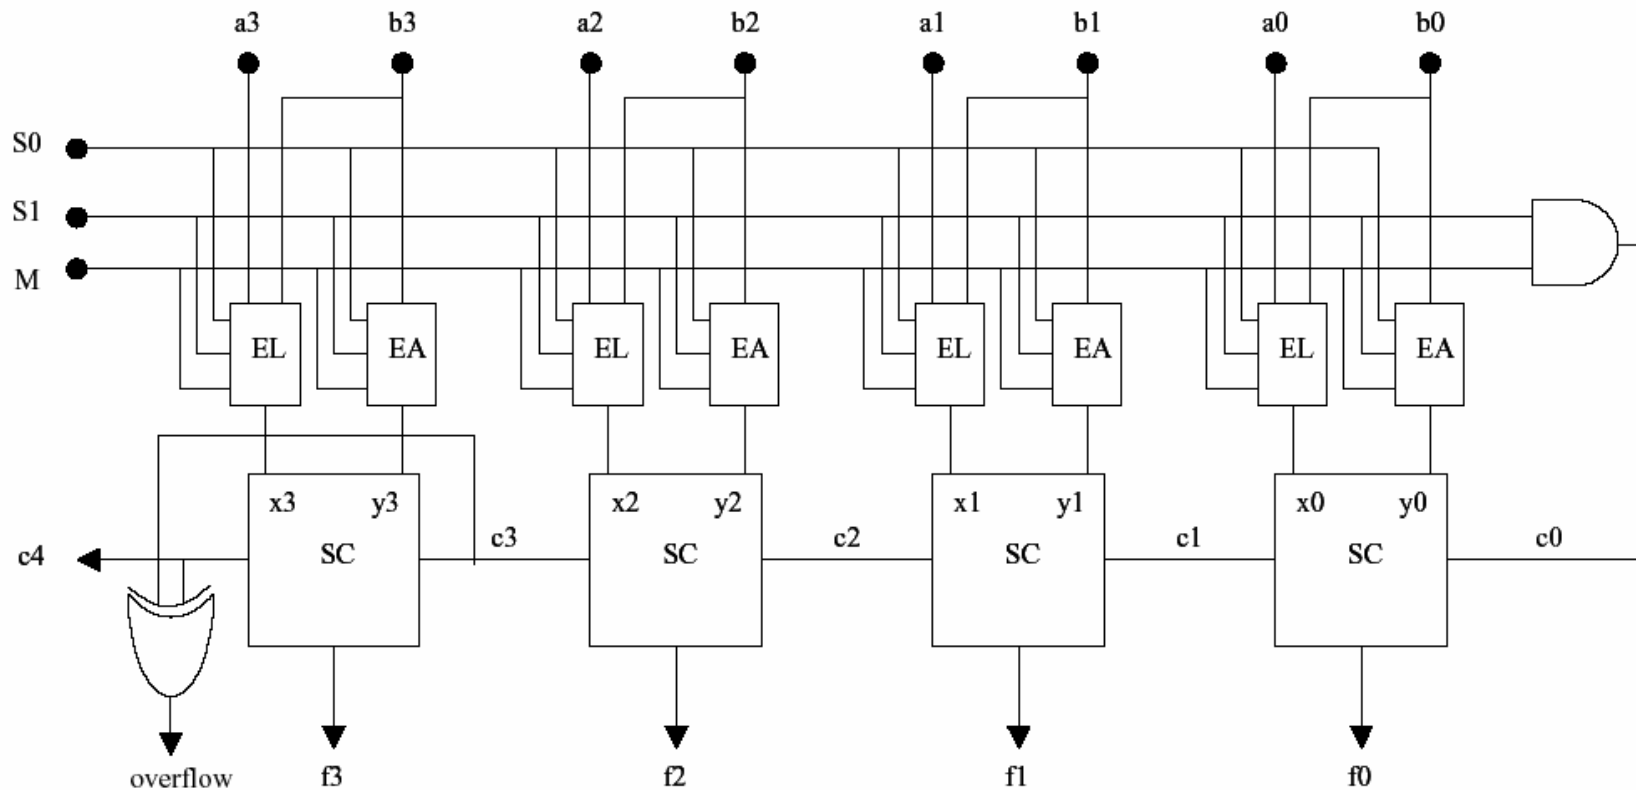 a3 b3 a2 b2 a1 b1 a0 b0
S0
S1
M
EL EA EL EA EL EA EL EA
x3 y3 x2 y2 x1 y1 x0 y0
c4 SC c3 SC c2 SC c1 SC c0
overflow f3 f2 f1 f0